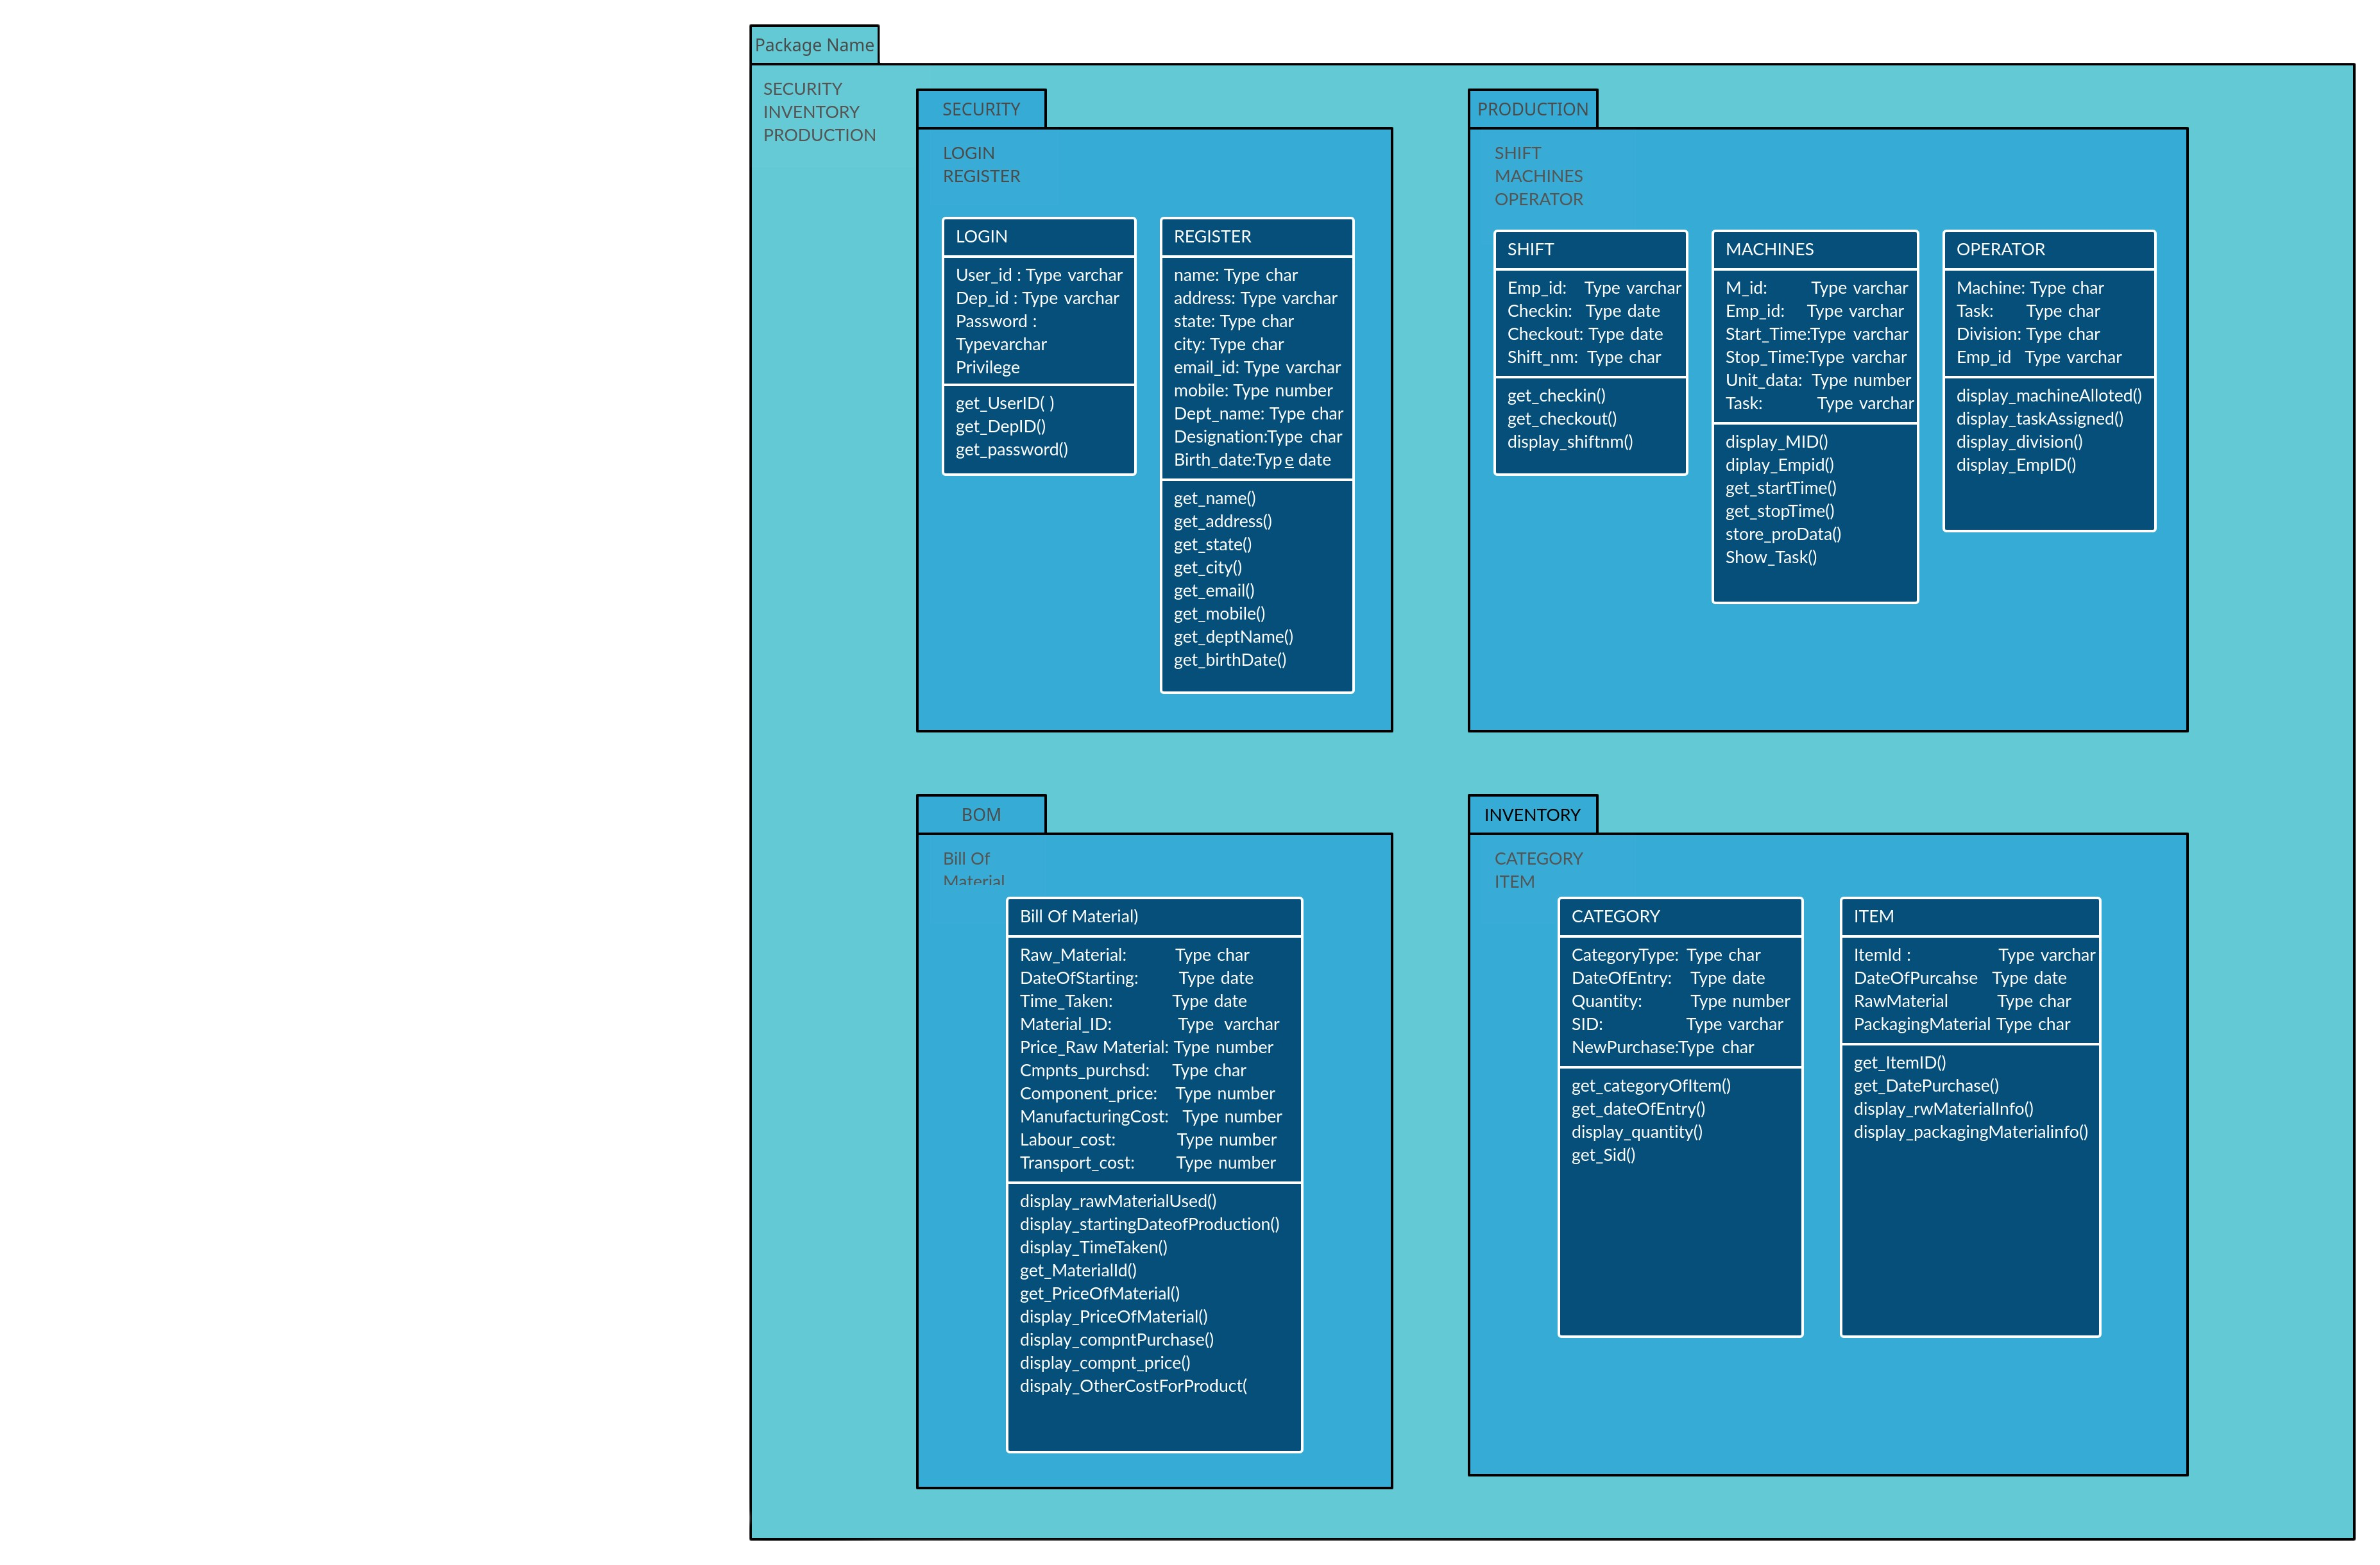 Package Name
SECURITY
INVENTORY
PRODUCTION
SECURITY
LOGIN
REGISTER
LOGIN
User_id : Type varchar
Dep_id : Type varchar
Password :
Typevarchar
Privilege
get_UserID( )
get_DepID()
get_password()
REGISTER
name: Type char
address: Type varchar
state: Type char
city: Type char
email_id: Type varchar
mobile: Type number
Dept_name: Type char
Designation:Type char
Birth_date:Type date
get_name()
get_address()
get_state()
get_city()
get_email()
get_mobile()
get_deptName()
get_birthDate()
PRODUCTION
SHIFT
MACHINES
OPERATOR
SHIFT
Emp_id: Type varchar
Checkin: Type date
Checkout: Type date
Shift_nm: Type char
get_checkin()
get_checkout()
display_shiftnm()
MACHINES
M_id: Type varchar
Emp_id: Type varchar
Start_Time:Type varchar
Stop_Time:Type varchar
Unit_data: Type number
Task: Type varchar
display_MID()
diplay_Empid()
get_startTime()
get_stopTime()
store_proData()
Show_Task()
OPERATOR
Machine: Type char
Task: Type char
Division: Type char
Emp_id Type varchar
display_machineAlloted()
display_taskAssigned()
display_division()
display_EmpID()
BOM
Bill Of
Material
Bill Of Material)
Raw_Material: Type char
DateOfStarting: Type date
Time_Taken: Type date
Material_ID: Type varchar
Price_Raw Material: Type number
Cmpnts_purchsd: Type char
Component_price: Type number
ManufacturingCost: Type number
Labour_cost: Type number
Transport_cost: Type number
display_rawMaterialUsed()
display_startingDateofProduction()
display_TimeTaken()
get_MaterialId()
get_PriceOfMaterial()
display_PriceOfMaterial()
display_compntPurchase()
display_compnt_price()
dispaly_OtherCostForProduct(
INVENTORY
CATEGORY
ITEM
CATEGORY
CategoryType: Type char
DateOfEntry: Type date
Quantity: Type number
SID: Type varchar
NewPurchase:Type char
get_categoryOfItem()
get_dateOfEntry()
display_quantity()
get_Sid()
ITEM
ItemId : Type varchar
DateOfPurcahse Type date
RawMaterial Type char
PackagingMaterial Type char
get_ItemID()
get_DatePurchase()
display_rwMaterialInfo()
display_packagingMaterialinfo()